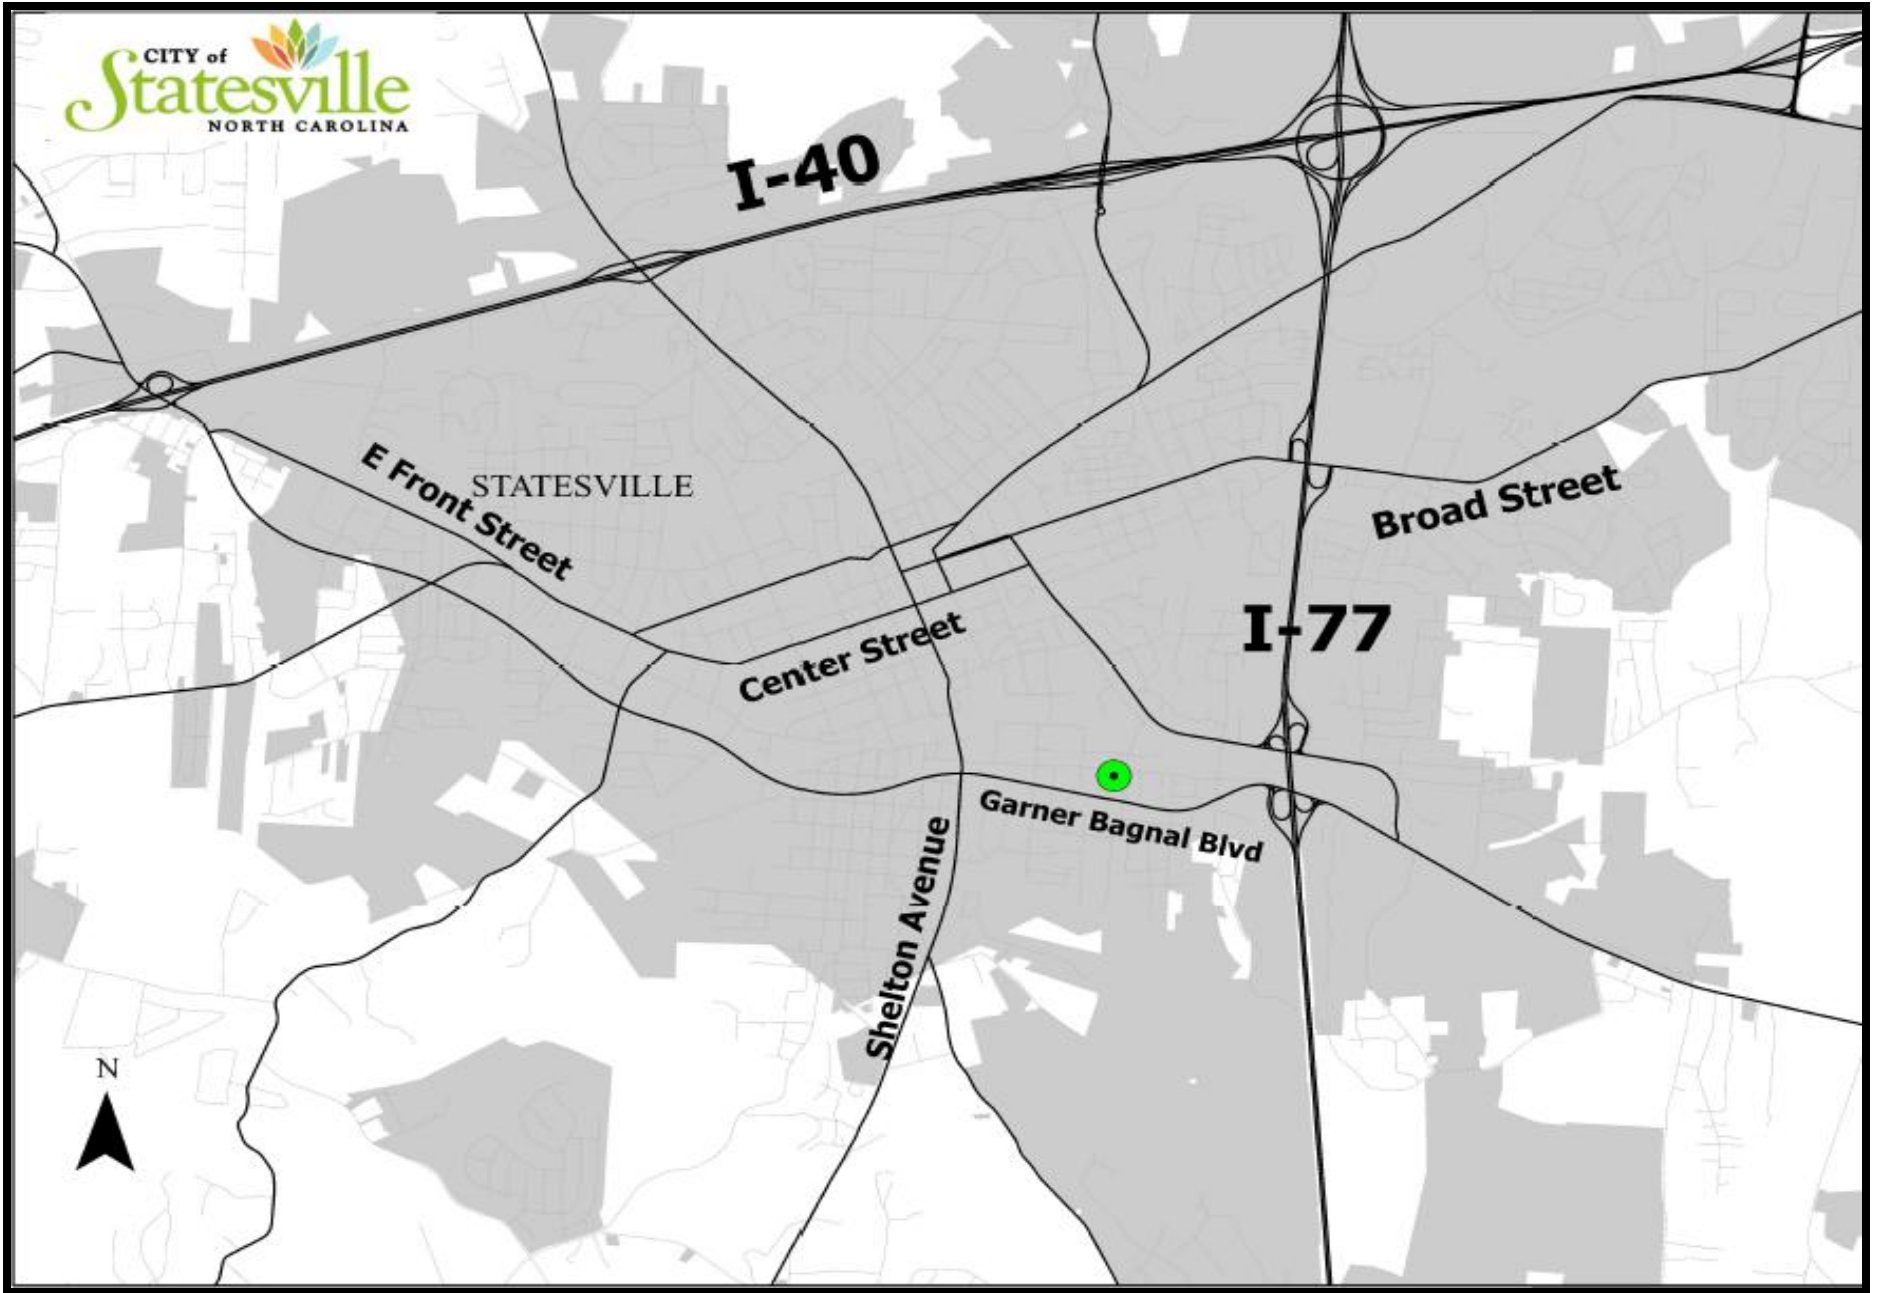 CITY of
Statesville
NORTH CAROLINA
I-40
E Front Street
STATESVILLE
Broad Street
I-77
Center Street
Garner Bagnal Blvd
Shelton Avenue
N